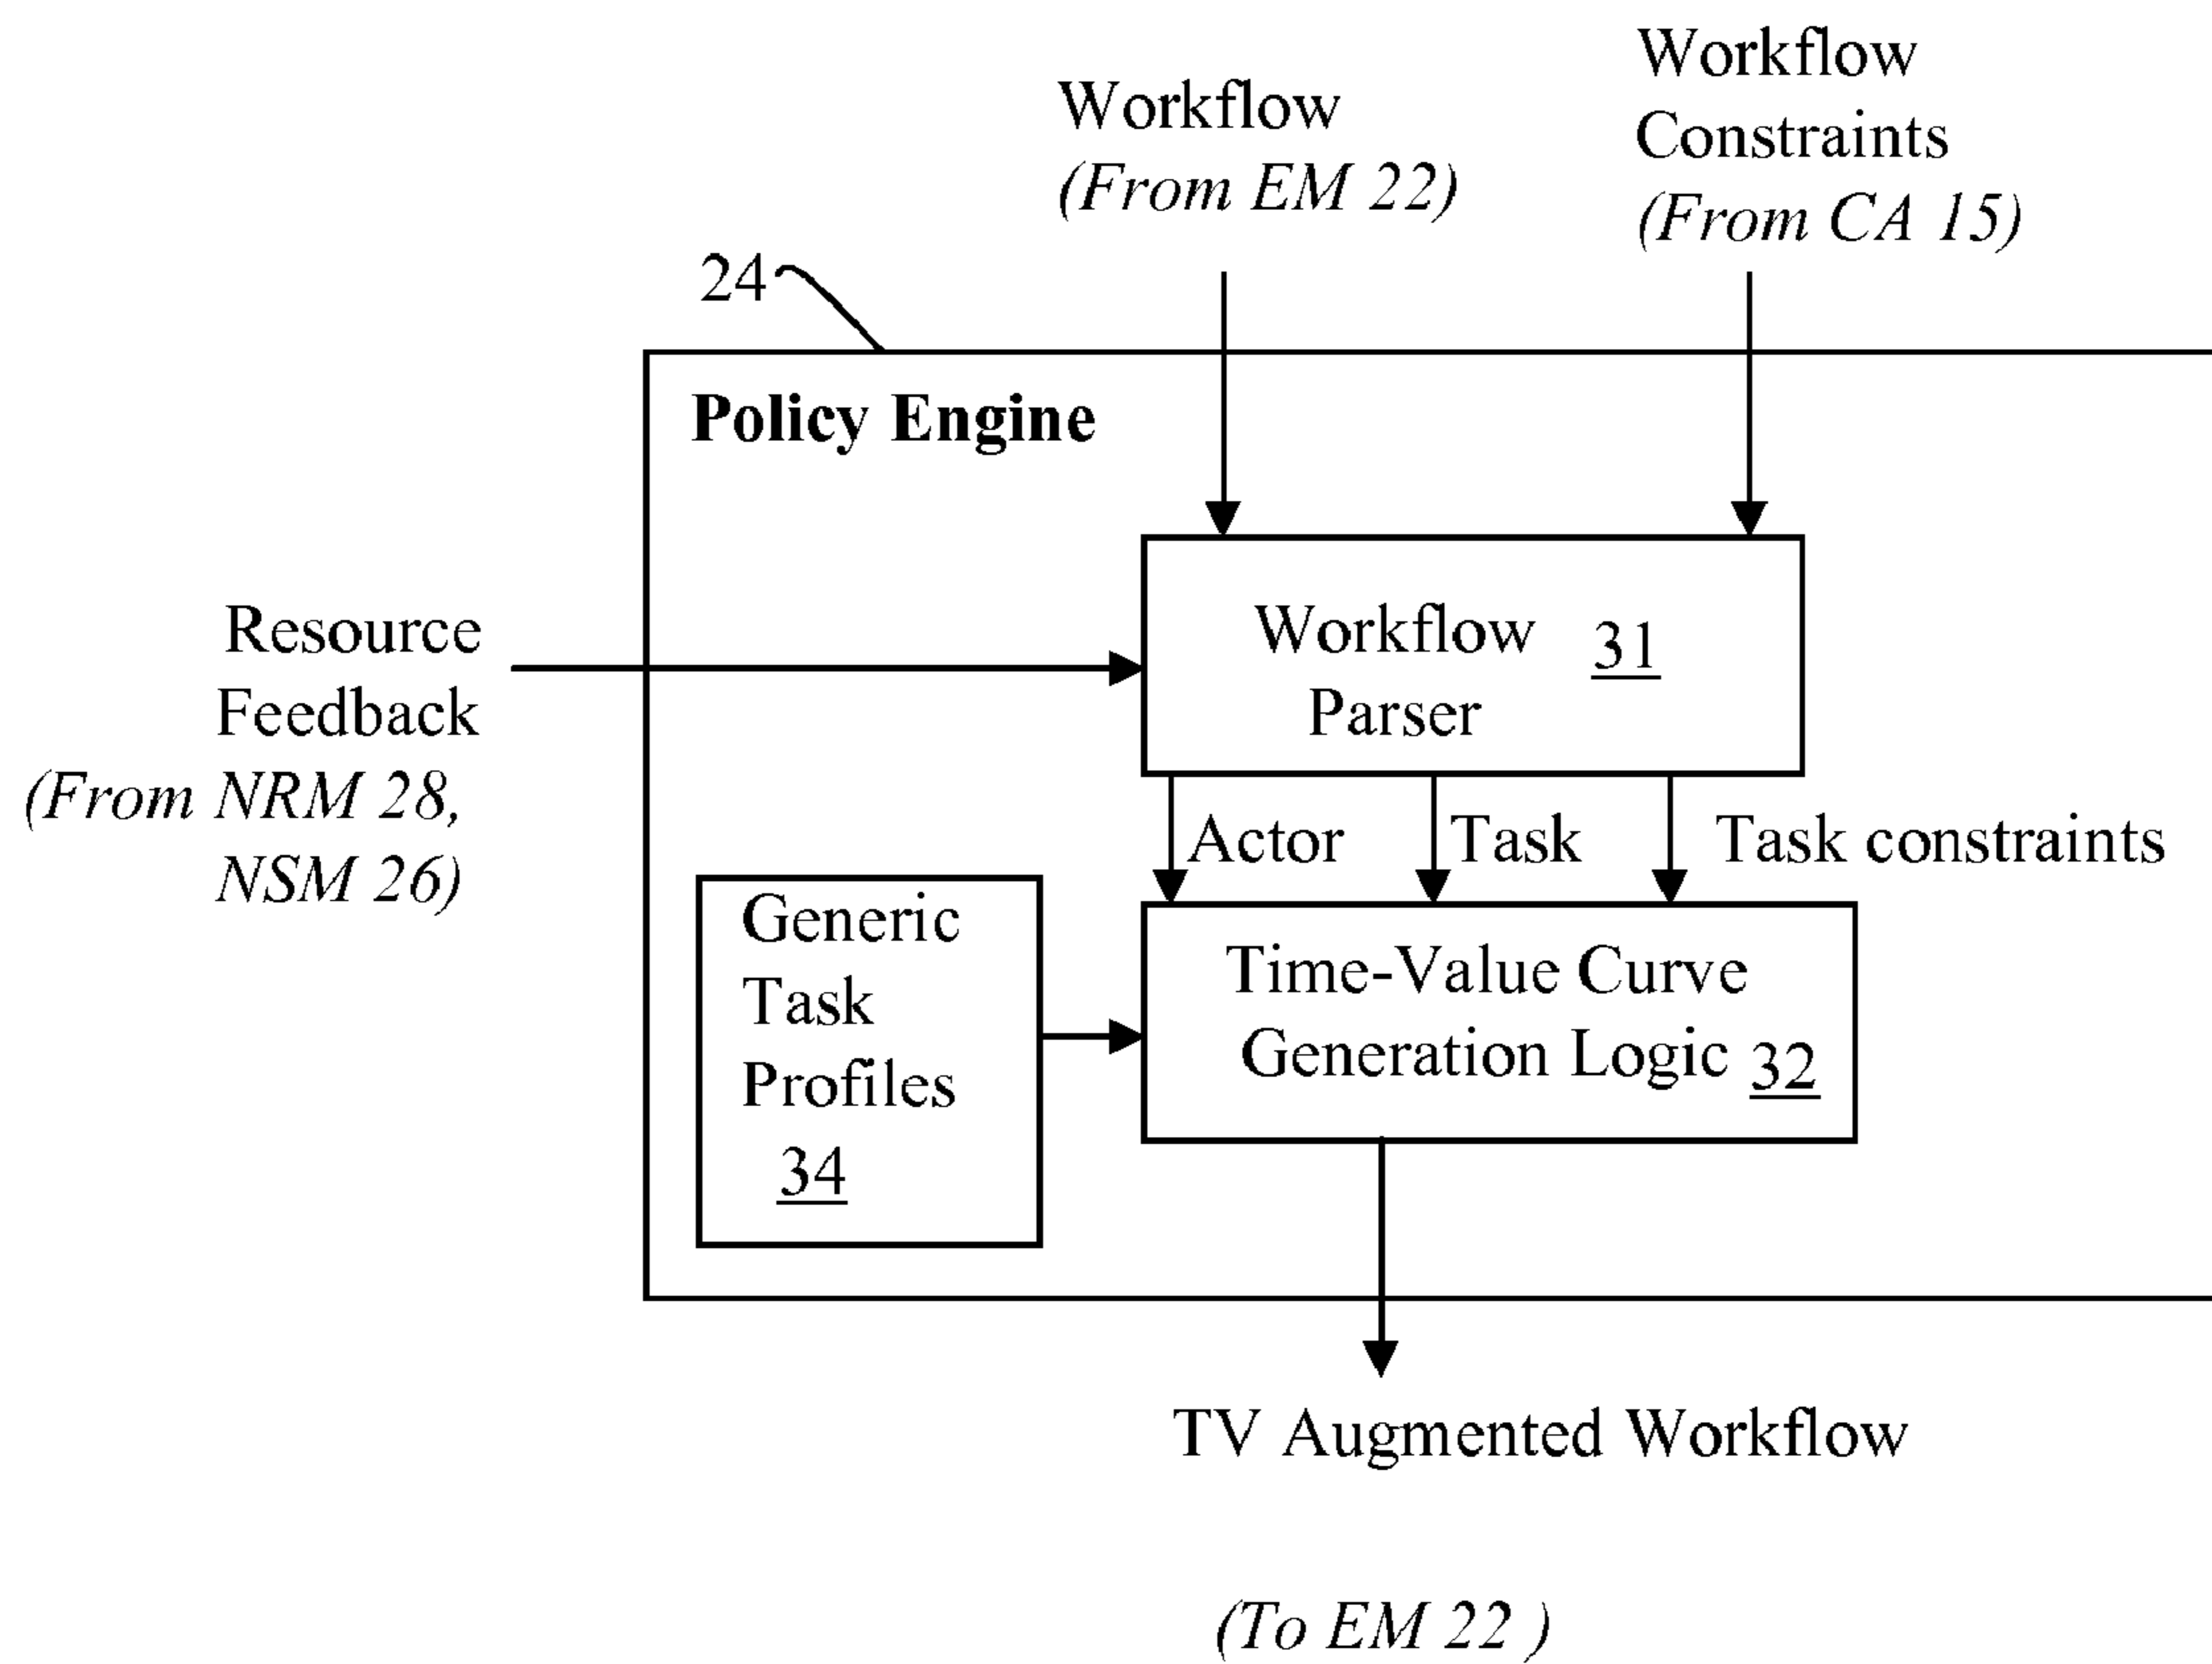 Workflow
Constraints
(From CA 15)
Workflow
(From EM 22)
24
Policy Engine
Resource
Feedback
(From NRM 28,
NSM 26)
Workflow 31
Parser
Actor
Task
Task constraints
Generic
Task
Profiles
34
Time-Value Curve
Generation Logic 32
TV Augmented Workflow
(To EM 22 )